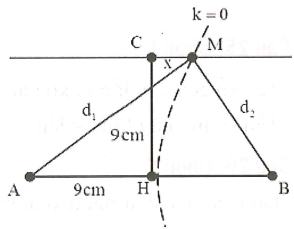 k=0
C M
x
d₁ d₂
9cm
A H B
9cm